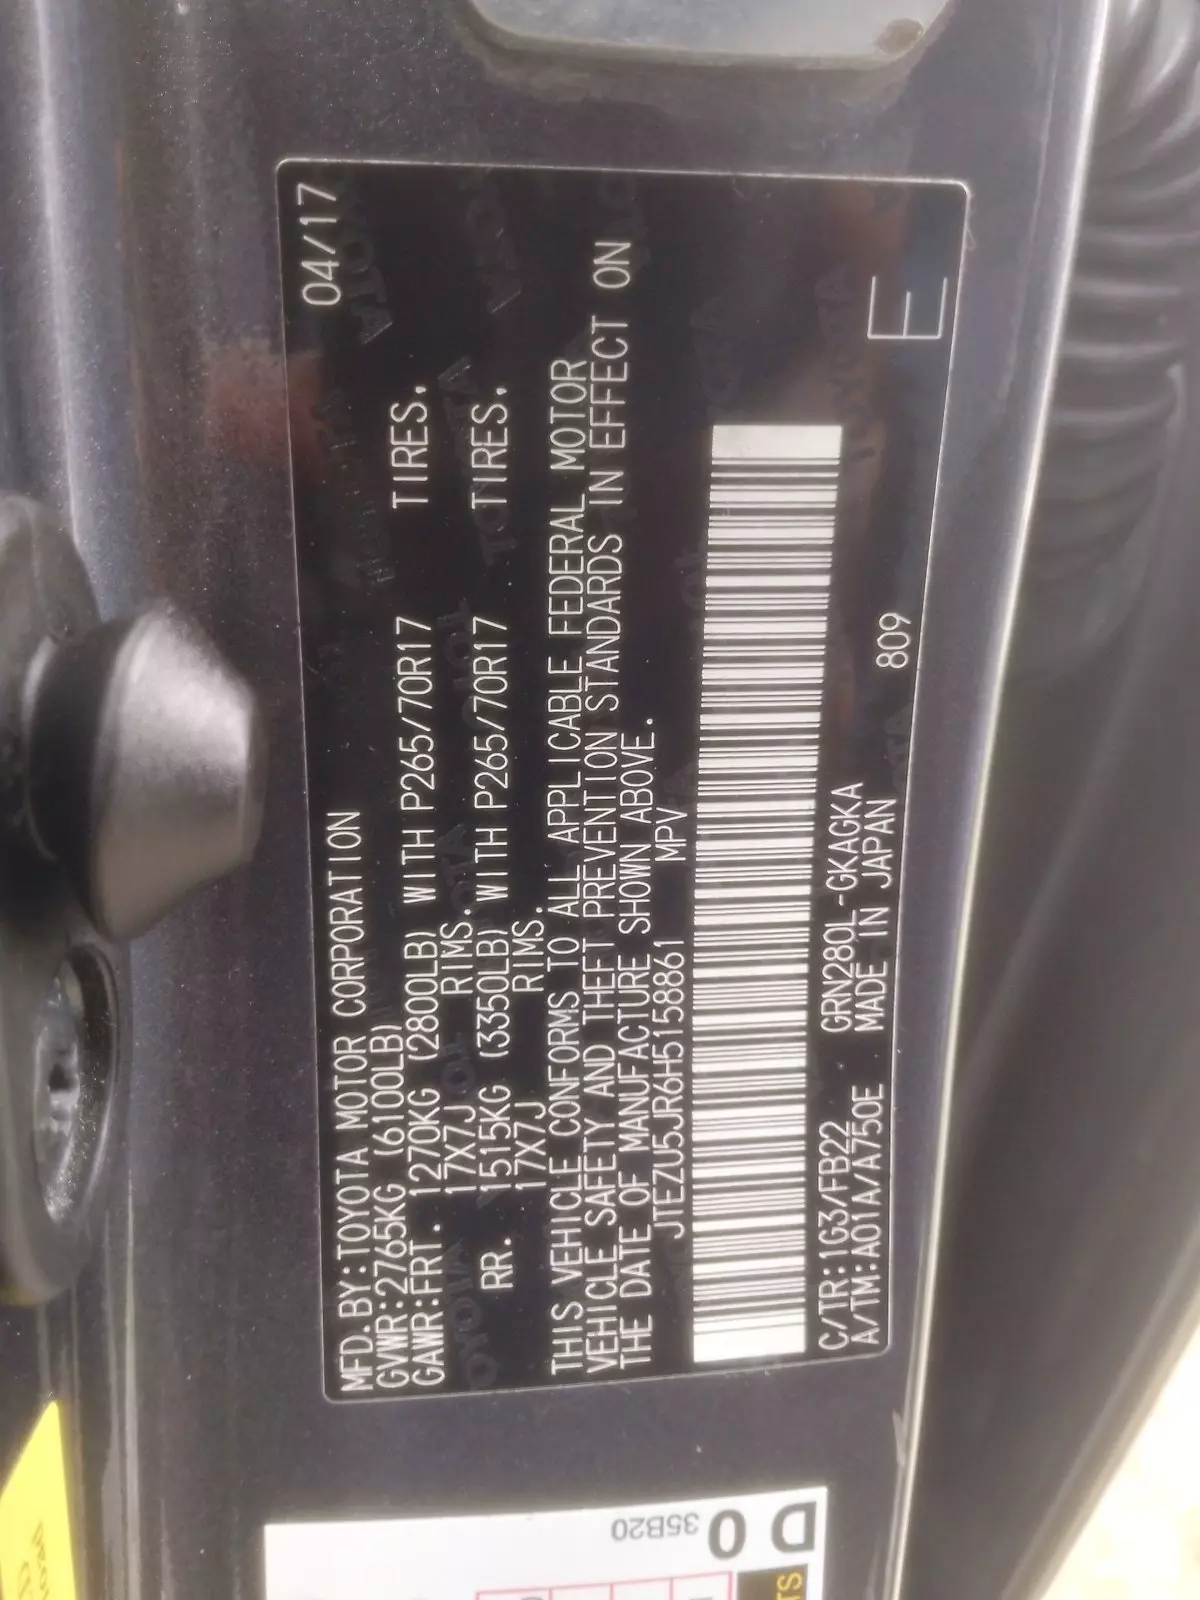 MFD.BY:TOYOTA MOTOR CORPORATION 04/17
GVWR:2765KG (6100LB)
GAWR:FRT. 1270KG (2800LB) WITH P265/70R17 TIRES,
17X7J RIMS.
RR. 1515KG (3350LB) WITH P265/70R17 TIRES,
17X7J RIMS.
THIS VEHICLE CONFORMS TO ALL APPLICABLE FEDERAL MOTOR
VEHICLE SAFETY AND THEFT PREVENTION STANDARDS IN EFFECT ON
THE DATE OF MANUFACTURE SHOWN ABOVE.
JTEZU5JR6H5158861 MPV
C/TR:1G3/FB22 GRN280L-GKAGKA
A/TM:A01A/A750E MADE IN JAPAN 809
E
D 0
35B20